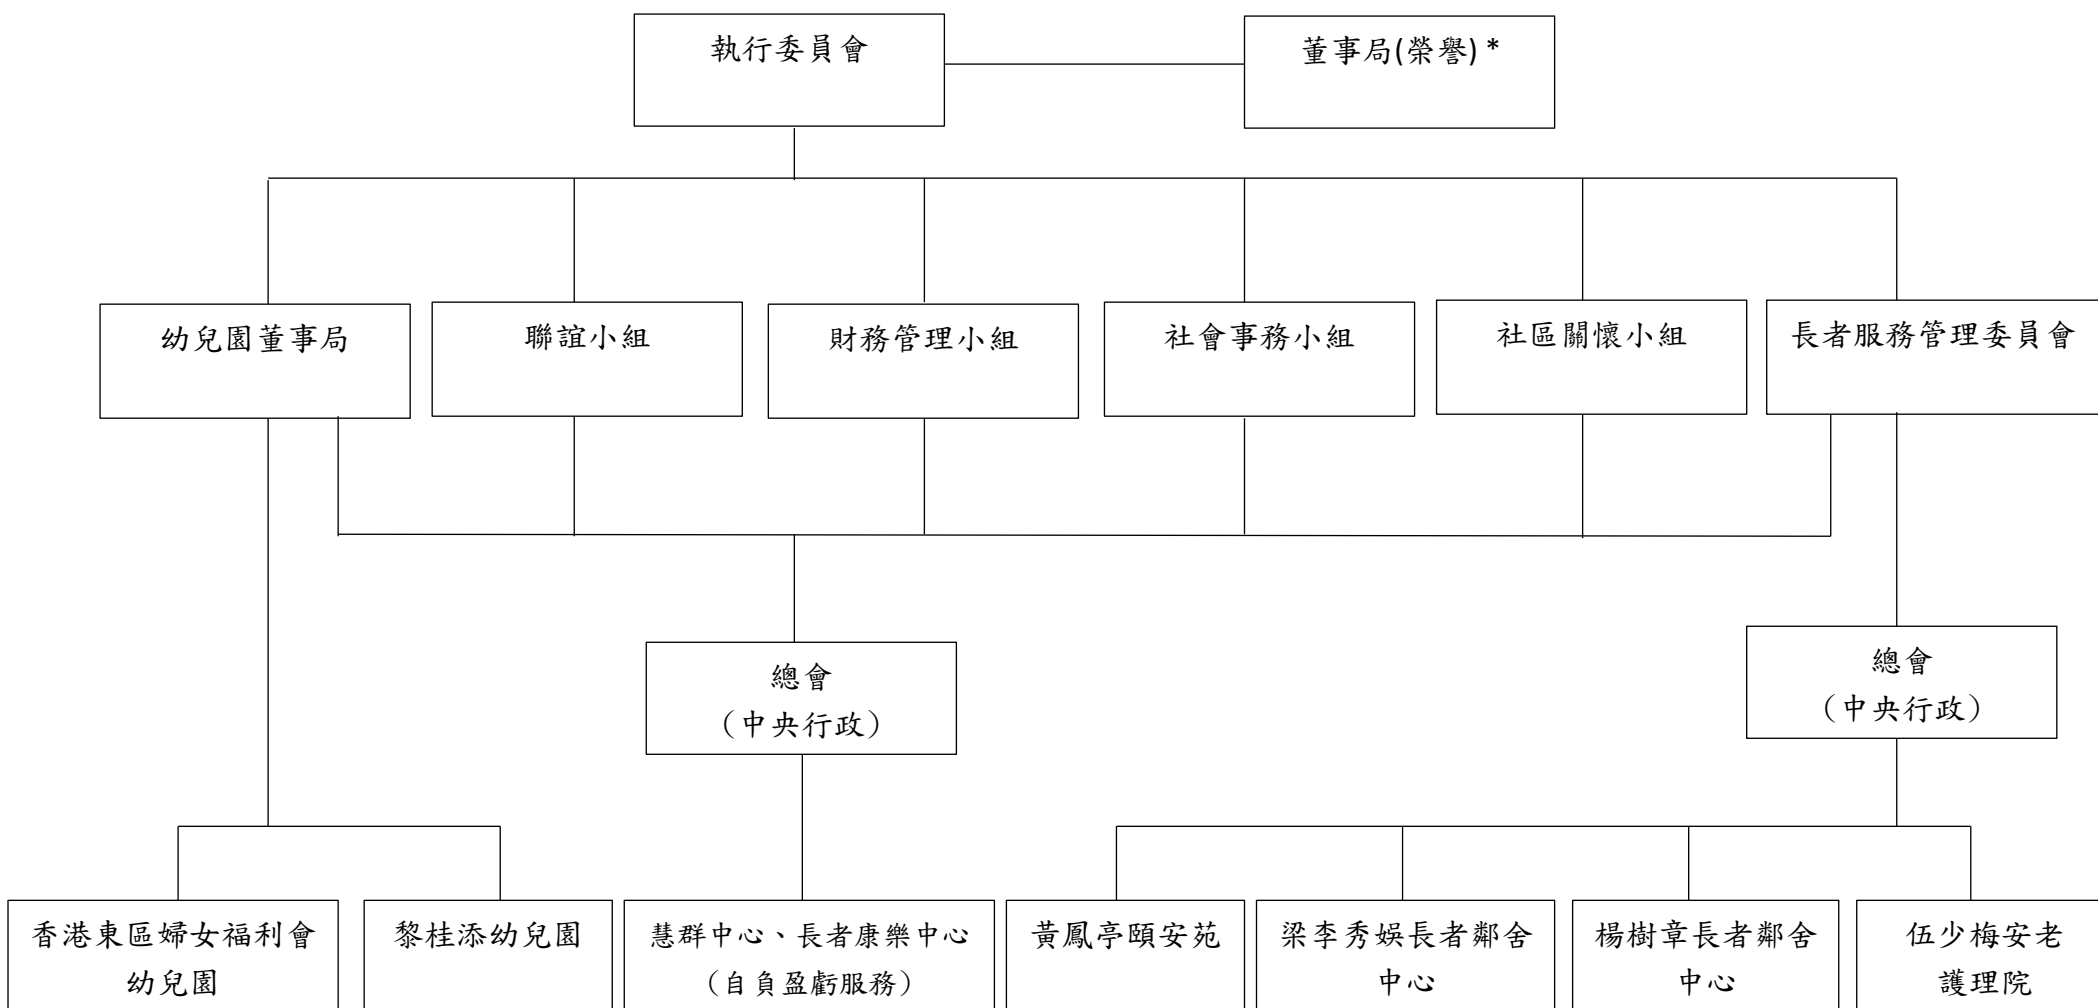 執行委員會
董事局(榮譽) *
幼兒園董事局
聯誼小組
財務管理小組
社會事務小組
社區關懷小組
長者服務管理委員會
總會
（中央行政）
總會
（中央行政）
香港東區婦女福利會
幼兒園
黎桂添幼兒園
慧群中心、長者康樂中心
（自負盈虧服務）
黃鳳亭頤安苑
梁李秀娛長者鄰舍
中心
楊樹章長者鄰舍
中心
伍少梅安老
護理院